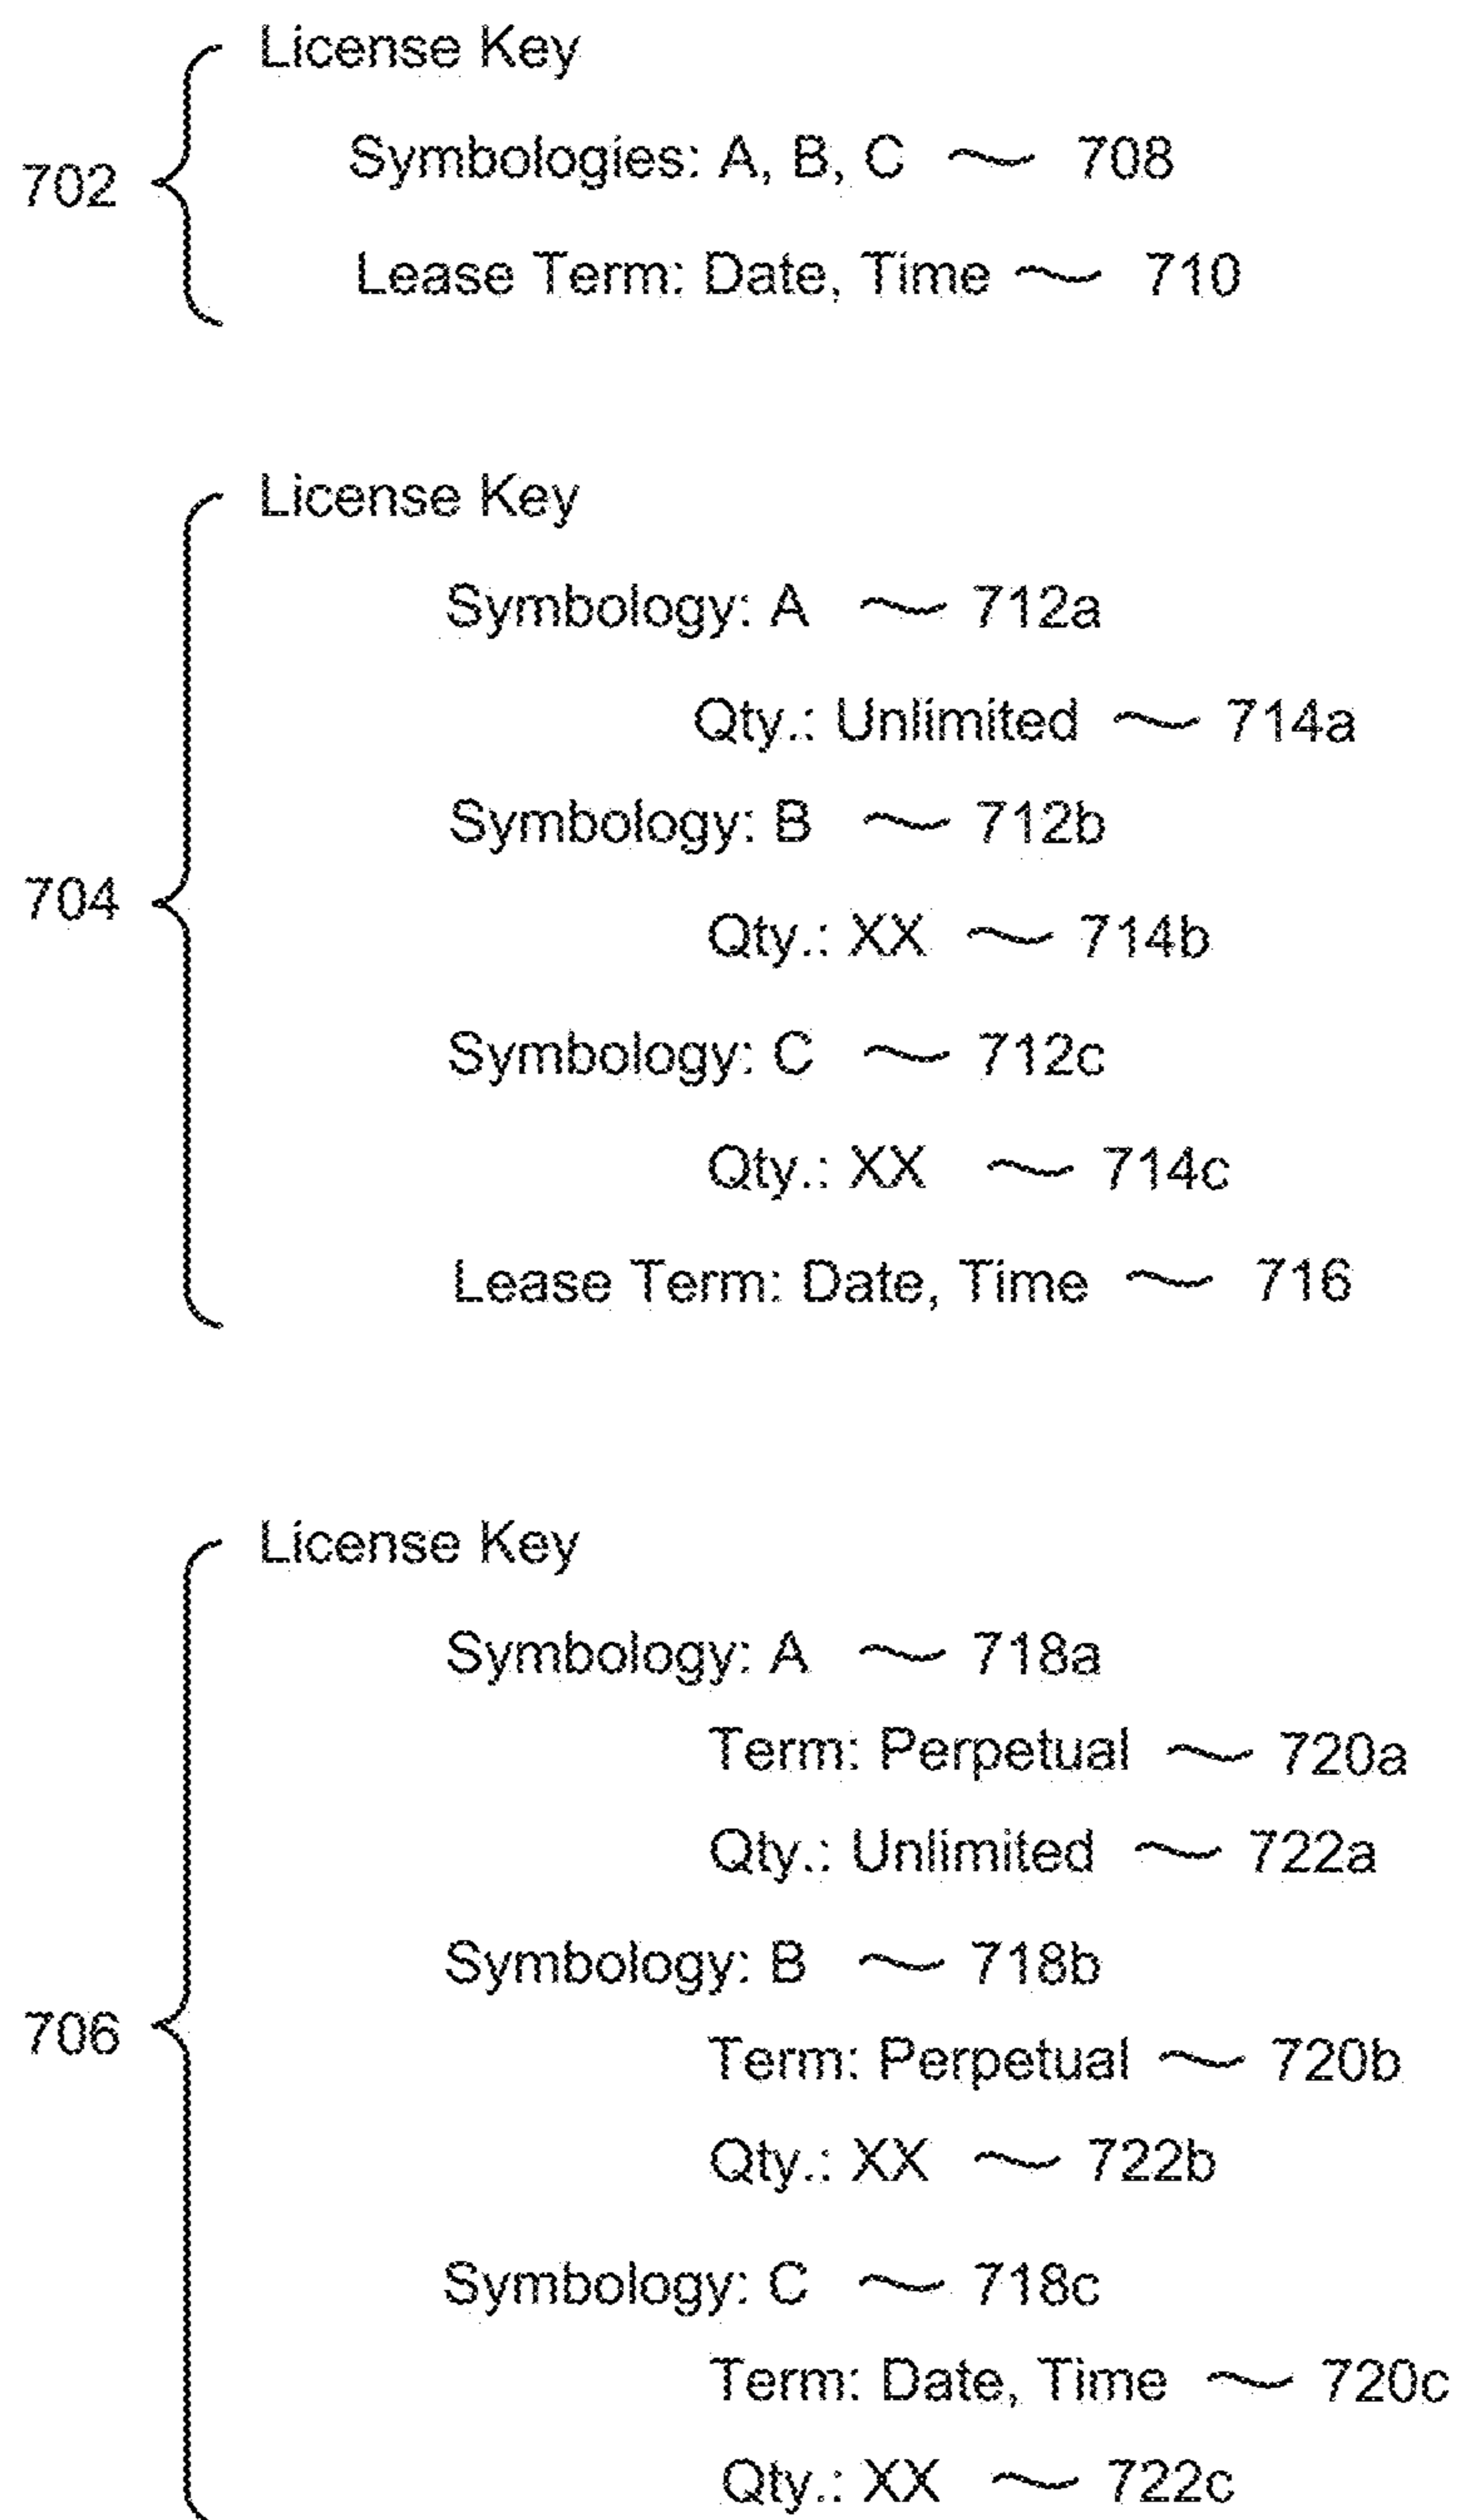 License Key
Symbologies: A, B, C ~ 708
702
Lease Term: Date, Time ~ 710
License Key
Symbology: A ~ 712a
Qty.: Unlimited ~ 714a
Symbology: B ~ 712b
704
Qty.: XX ~ 714b
Symbology: C ~ 712c
Qty.: XX ~ 714c
Lease Term: Date, Time ~ 716
License Key
Symbology: A ~ 718a
Term: Perpetual ~ 720a
Qty.: Unlimited ~ 722a
Symbology: B ~ 718b
706
Term: Perpetual ~ 720b
Qty.: XX ~ 722b
Symbology: C ~ 718c
Term: Date, Time ~ 720c
Qty.: XX ~ 722c